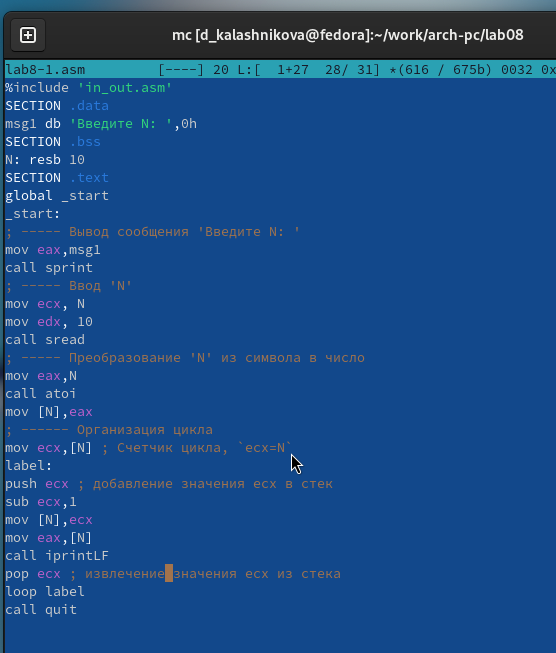 mc [d_kalashnikova@fedora]:~/work/arch-pc/lab08
lab8-1.asm [----] 20 L:[ 1+27 28/ 31] *(616 / 675b) 0032 0x
%include 'in_out.asm'
SECTION .data
msg1 db 'Введите N: ',0h
SECTION .bss
N: resb 10
SECTION .text
global _start
_start:
; ----- Вывод сообщения 'Введите N: '
mov eax,msg1
call sprint
; ----- Ввод 'N'
mov ecx, N
mov edx, 10
call sread
; ----- Преобразование 'N' из символа в число
mov eax,N
call atoi
mov [N],eax
; ------ Организация цикла
mov ecx,[N] ; Счетчик цикла, `ecx=N`
label:
push ecx ; добавление значения ecx в стек
sub ecx,1
mov [N],ecx
mov eax,[N]
call iprintLF
pop ecx ; извлечение значения ecx из стека
loop label
call quit